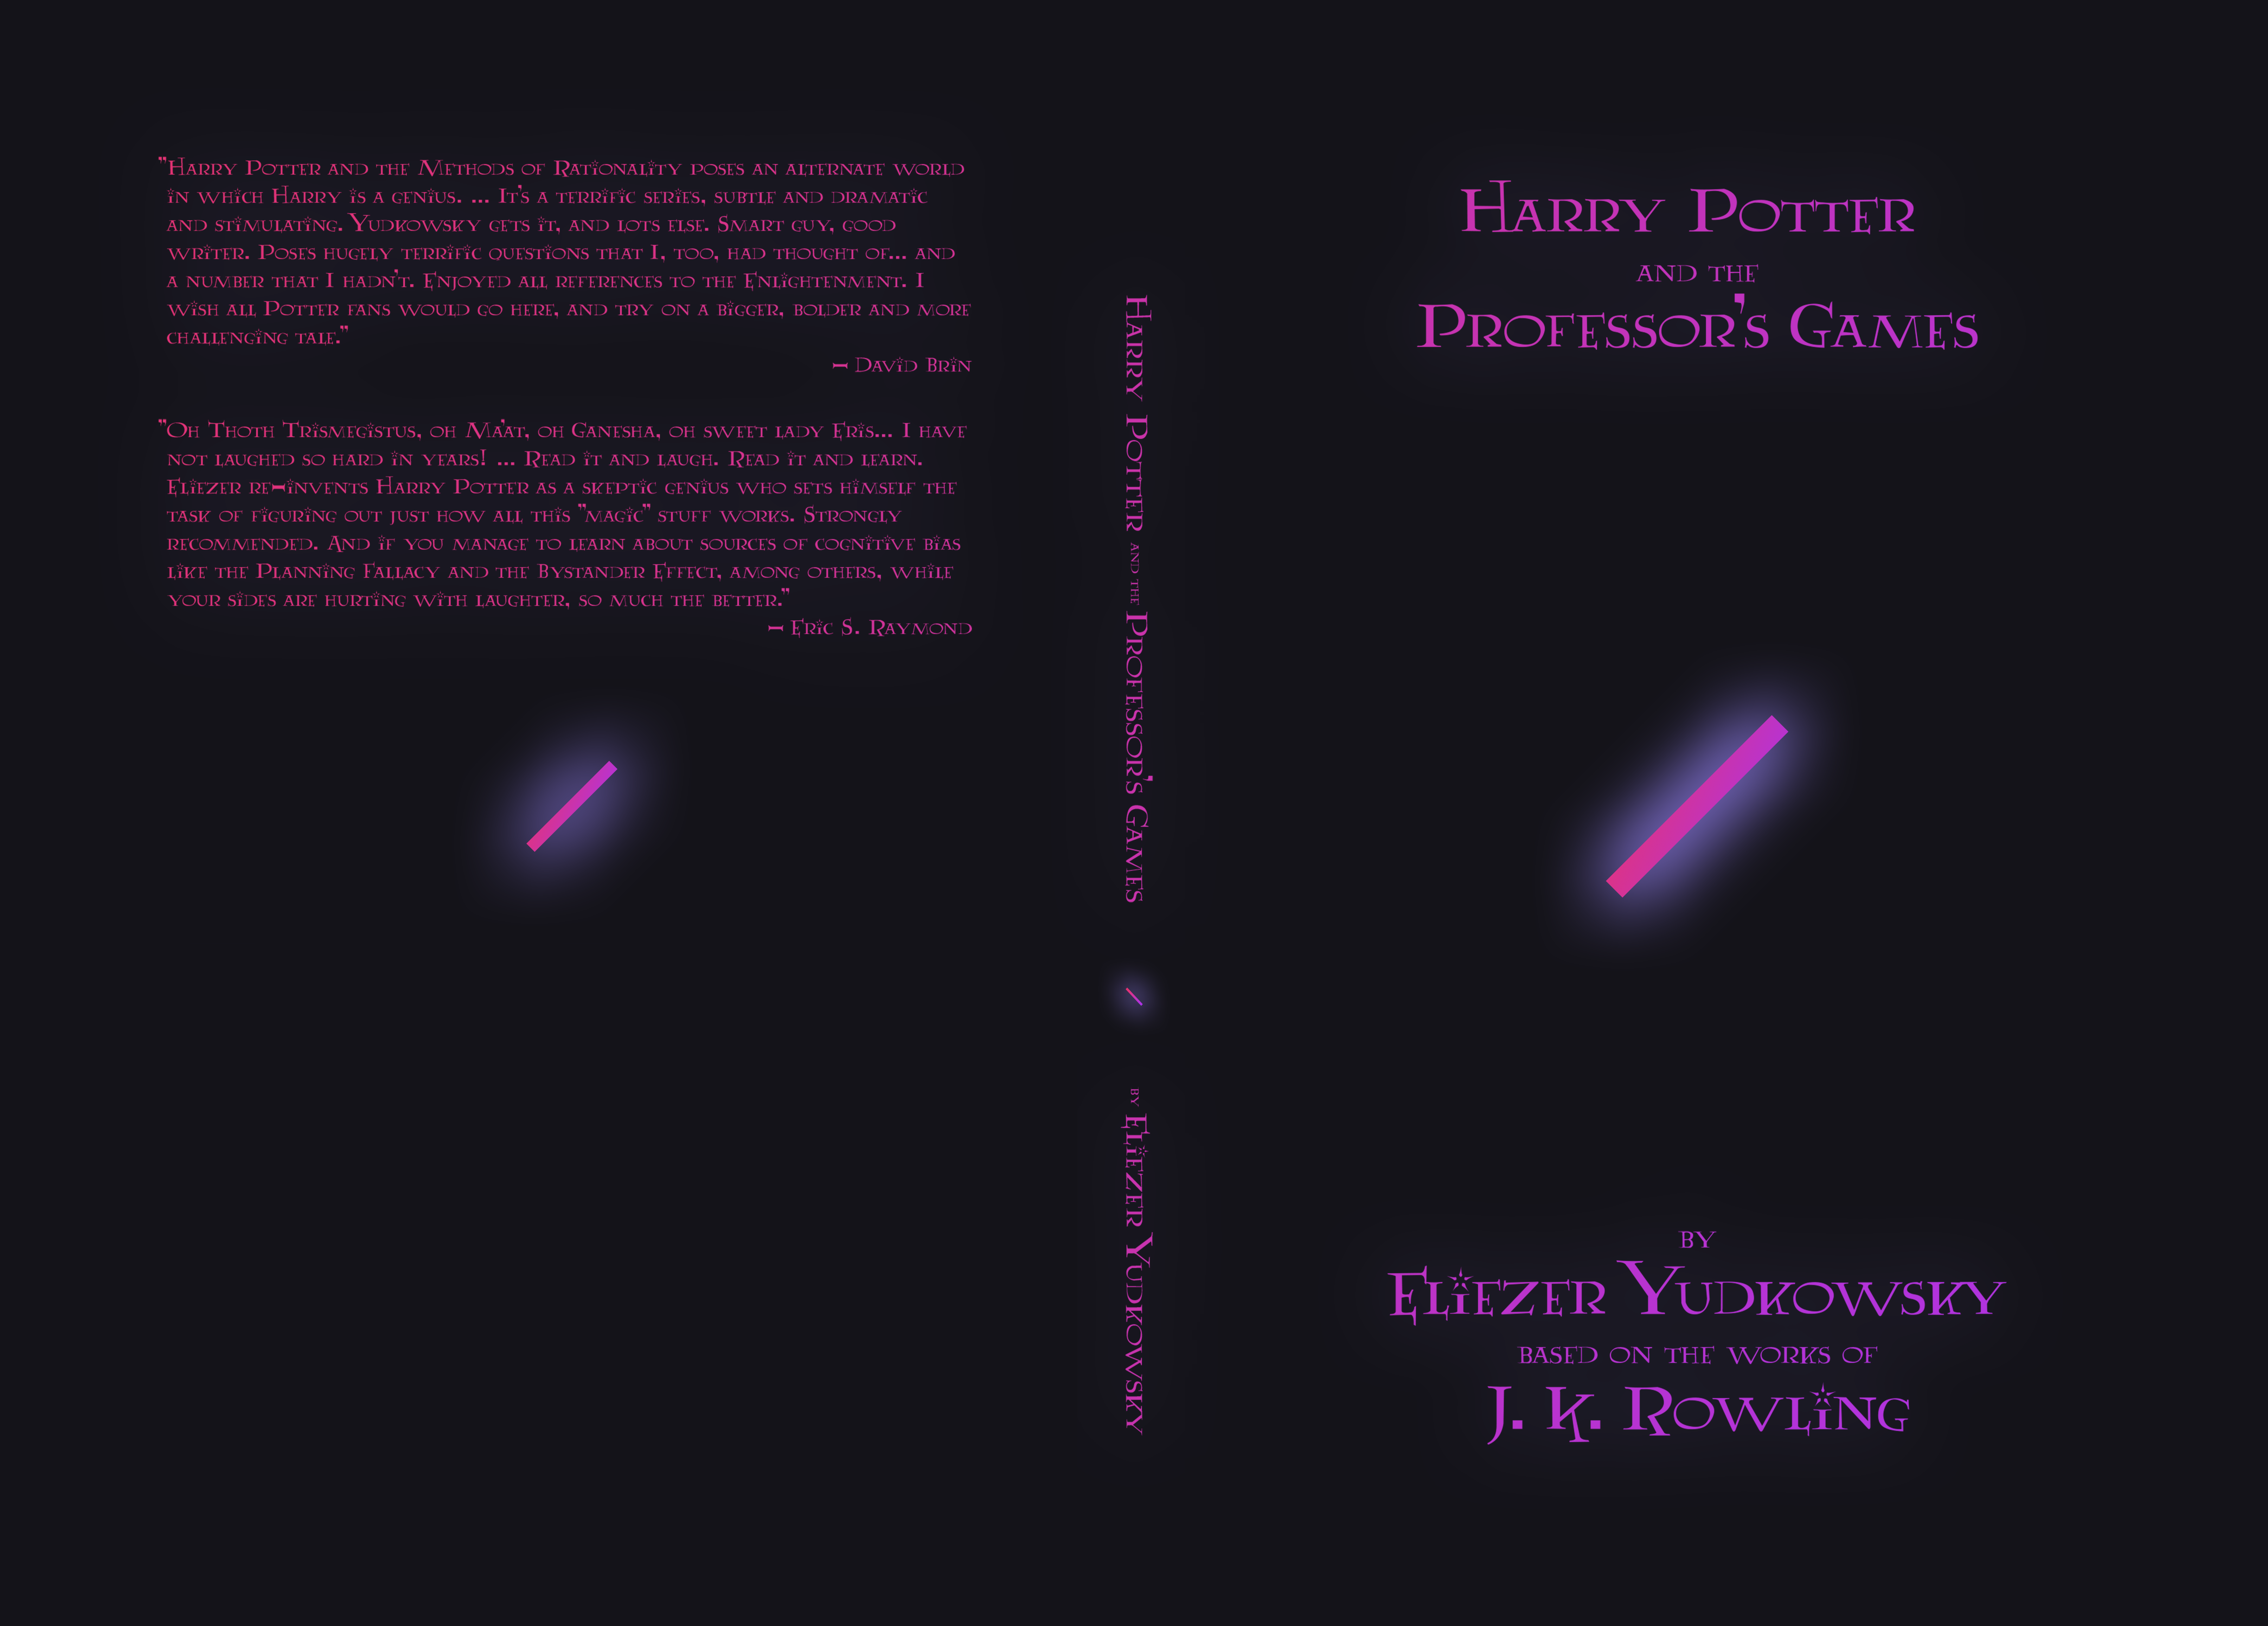 "Harry Potter and the Methods of Rationality poses an alternate world
in which Harry is a genius. ... It's a terrific series, subtle and dramatic
and stimulating. Yudkowsky gets it, and lots else. Smart guy, good
writer. Poses hugely terrific questions that I, too, had thought of... and
a number that I hadn't. Enjoyed all references to the Enlightenment. I
wish all Potter fans would go here, and try on a bigger, bolder and more
challenging tale."
– David Brin
"Oh Thoth Trismegistus, oh Ma'at, oh Ganesha, oh sweet lady Eris... I have
not laughed so hard in years! ... Read it and laugh. Read it and learn.
Eliezer re-invents Harry Potter as a skeptic genius who sets himself the
task of figuring out just how all this "magic" stuff works. Strongly
recommended. And if you manage to learn about sources of cognitive bias
like the Planning Fallacy and the Bystander Effect, among others, while
your sides are hurting with laughter, so much the better."
– Eric S. Raymond
Harry Potter and the Professor's Games
by Eliezer Yudkowsky
Harry Potter
and the
Professor's Games
by
Eliezer Yudkowsky
based on the works of
J. K. Rowling